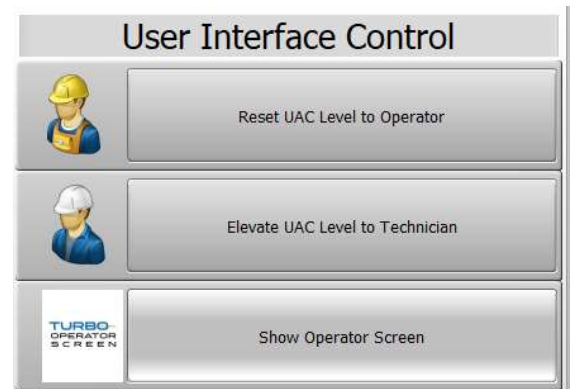 User Interface Control
Reset UAC Level to Operator
Elevate UAC Level to Technician
TURBO-
OPERATOR
SCREEN
Show Operator Screen